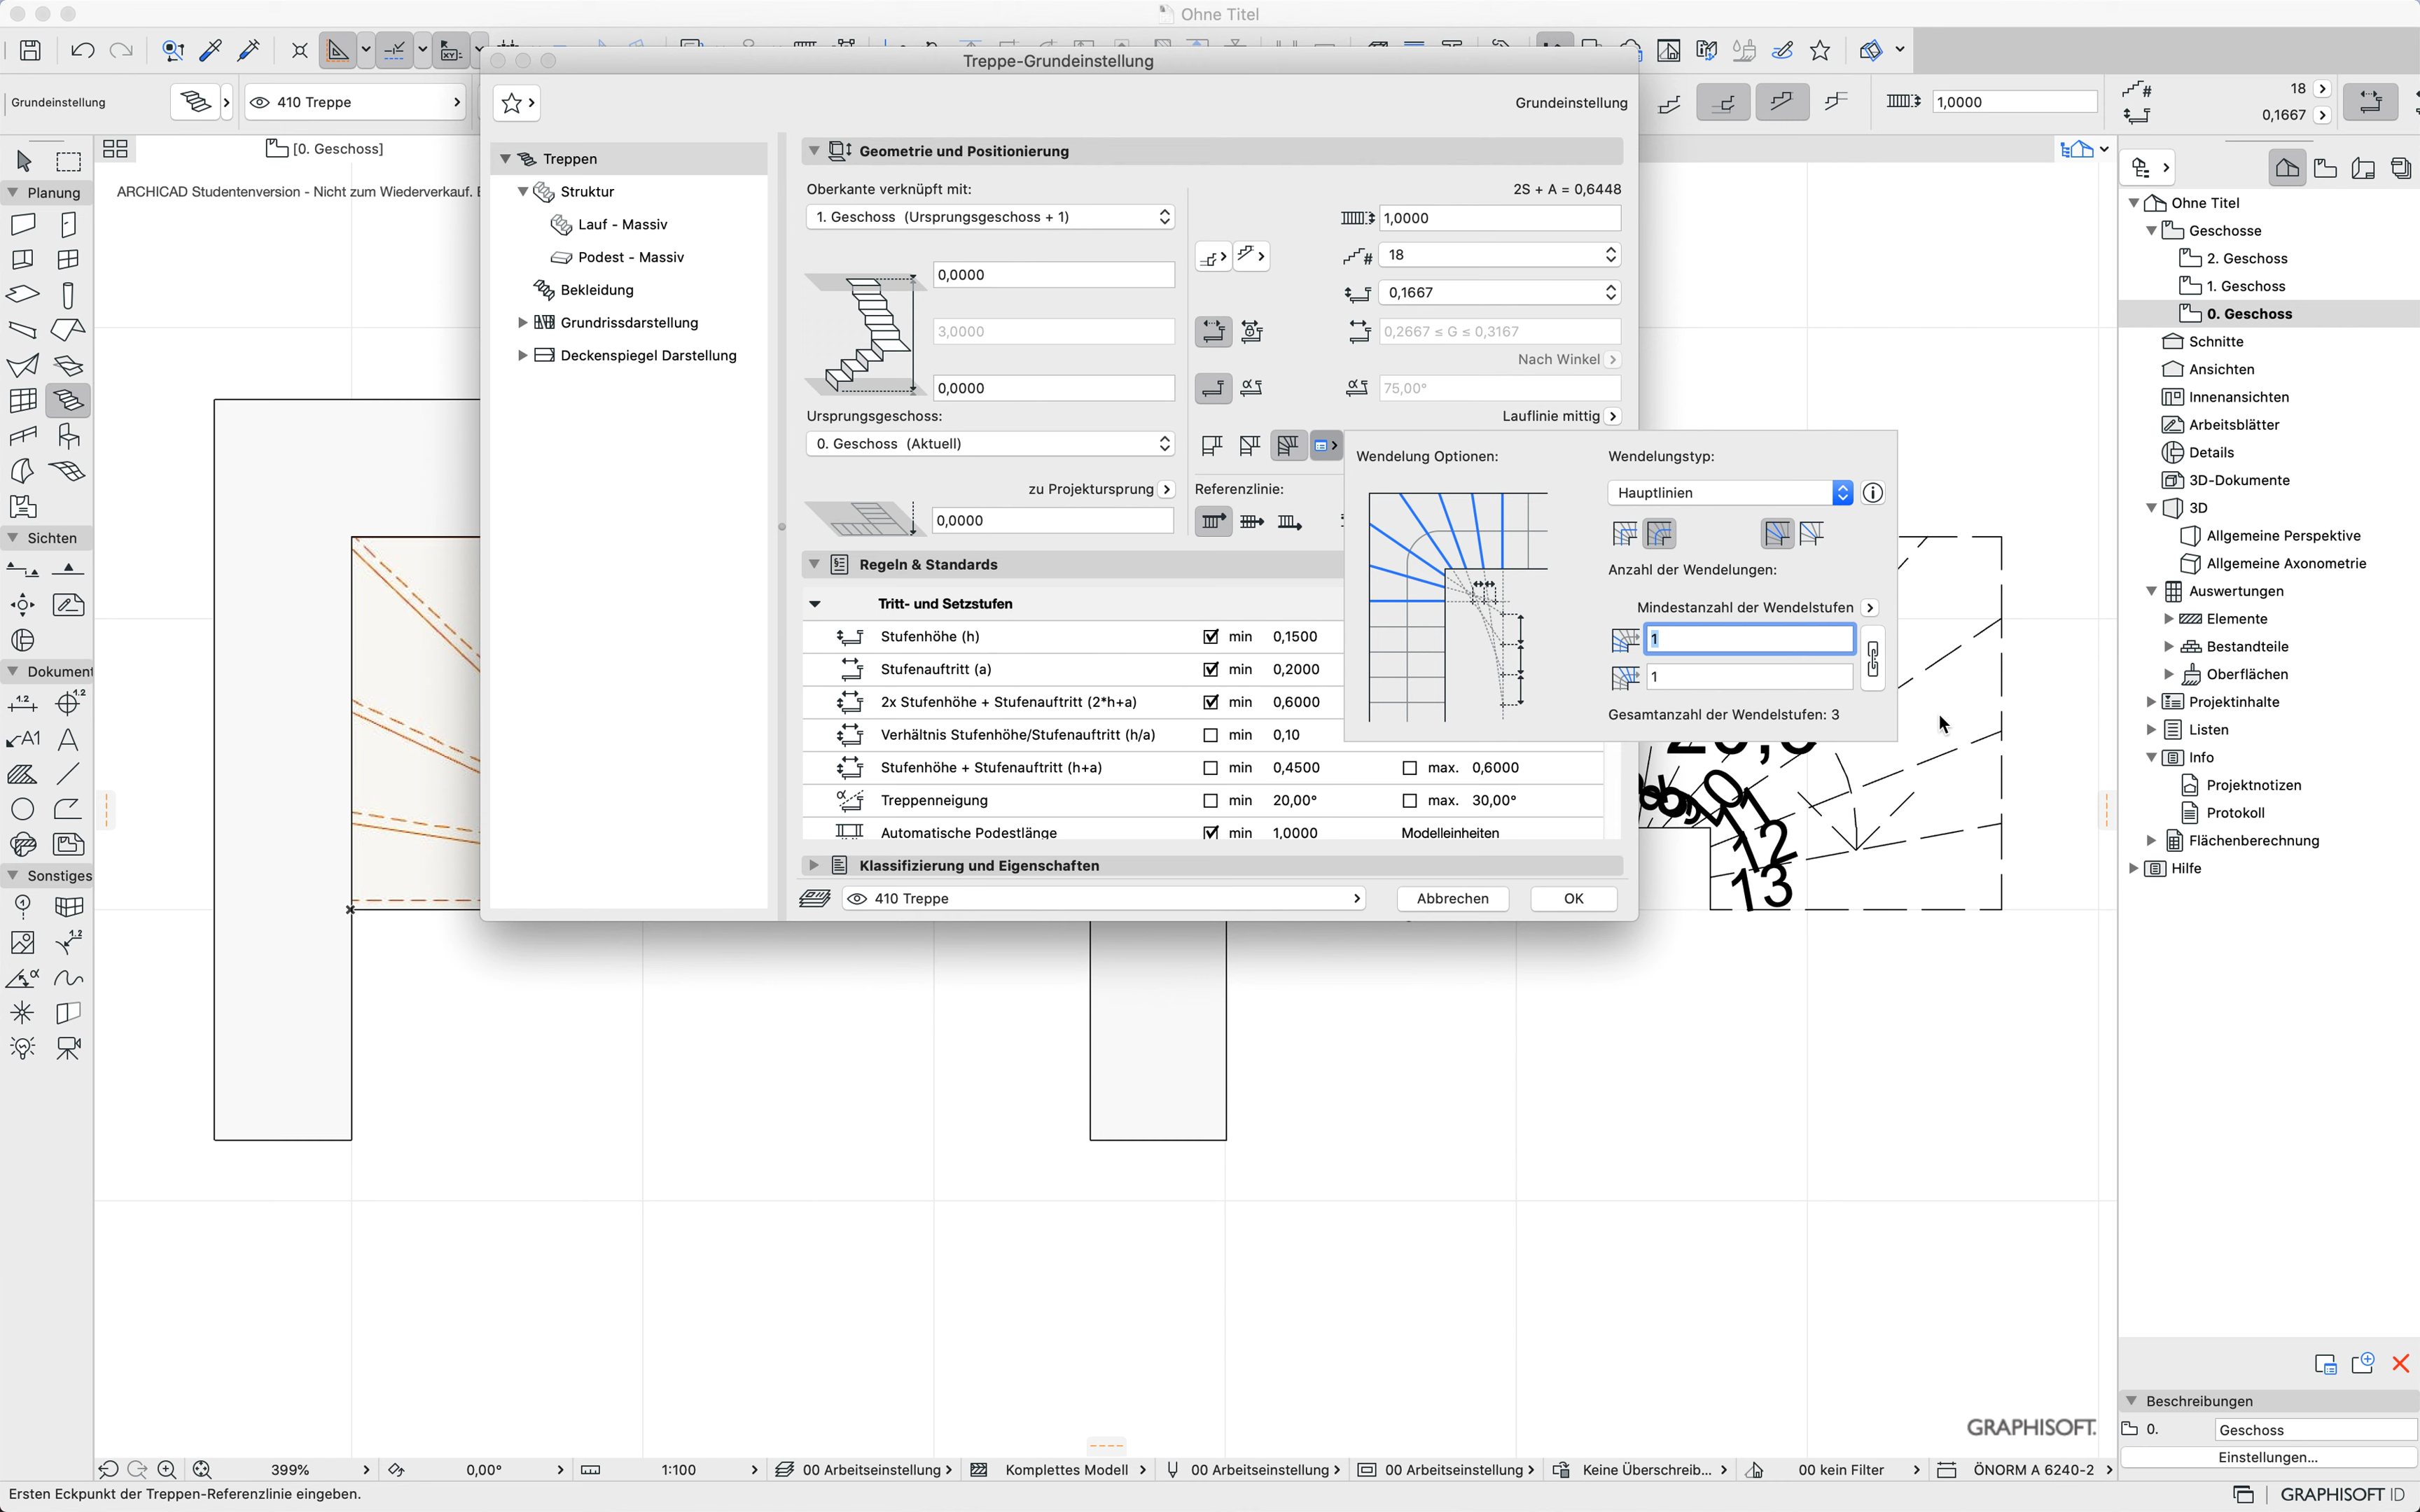 Ohne Titel
Treppe-Grundeinstellung
Grundeinstellung
410 Treppe
Grundeinstellung
1,0000
18
0,1667
[0. Geschoss]
ARCHICAD Studentenversion - Nicht zum Wiederverkauf.
Planung
Sichten
Dokument
Sonstiges
Treppen
Struktur
Lauf - Massiv
Podest - Massiv
Bekleidung
Grundrissdarstellung
Deckenspiegel Darstellung
Geometrie und Positionierung
Oberkante verknüpft mit:
2S + A = 0,6448
1. Geschoss (Ursprungsgeschoss + 1)
1,0000
0,0000
18
0,1667
3,0000
0,2667 ≤ G ≤ 0,3167
Nach Winkel
0,0000
75,00°
Ursprungsgeschoss:
Lauflinie mittig
0. Geschoss (Aktuell)
zu Projektursprung
Referenzlinie:
0,0000
Wendelung Optionen:
Wendelungstyp:
Hauptlinien
Anzahl der Wendelungen:
Mindestanzahl der Wendelstufen
1
1
Gesamtanzahl der Wendelstufen: 3
Regeln & Standards
Tritt- und Setzstufen
Stufenhöhe (h) min 0,1500
Stufenauftritt (a) min 0,2000
2x Stufenhöhe + Stufenauftritt (2*h+a) min 0,6000
Verhältnis Stufenhöhe/Stufenauftritt (h/a) min 0,10
Stufenhöhe + Stufenauftritt (h+a) min 0,4500 max. 0,6000
Treppenneigung min 20,00° max. 30,00°
Automatische Podestlänge min 1,0000 Modelleinheiten
Klassifizierung und Eigenschaften
410 Treppe
Abbrechen
OK
12
13
Ohne Titel
Geschosse
2. Geschoss
1. Geschoss
0. Geschoss
Schnitte
Ansichten
Innenansichten
Arbeitsblätter
Details
3D-Dokumente
3D
Allgemeine Perspektive
Allgemeine Axonometrie
Auswertungen
Elemente
Bestandteile
Oberflächen
Projektinhalte
Listen
Info
Projektnotizen
Protokoll
Flächenberechnung
Hilfe
GRAPHISOFT.
Beschreibungen
0. Geschoss
Einstellungen...
399%
0,00°
1:100
00 Arbeitseinstellung
Komplettes Modell
00 Arbeitseinstellung
00 Arbeitseinstellung
Keine Überschreib...
00 kein Filter
ÖNORM A 6240-2
Ersten Eckpunkt der Treppen-Referenzlinie eingeben.
GRAPHISOFT ID